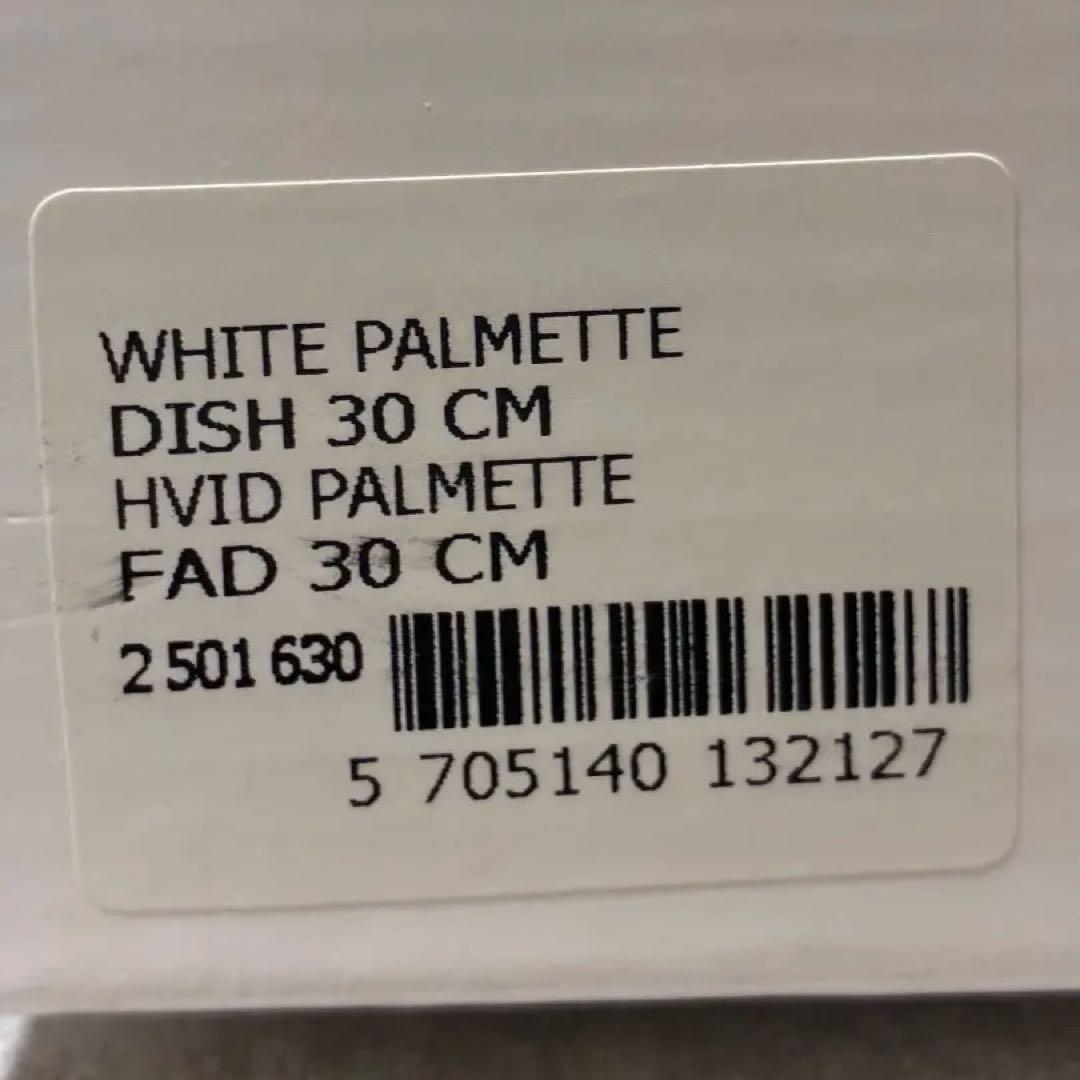 WHITE PALMETTE
DISH 30 CM
HVID PALMETTE
FAD 30 CM
2 501 630
5 705140 132127